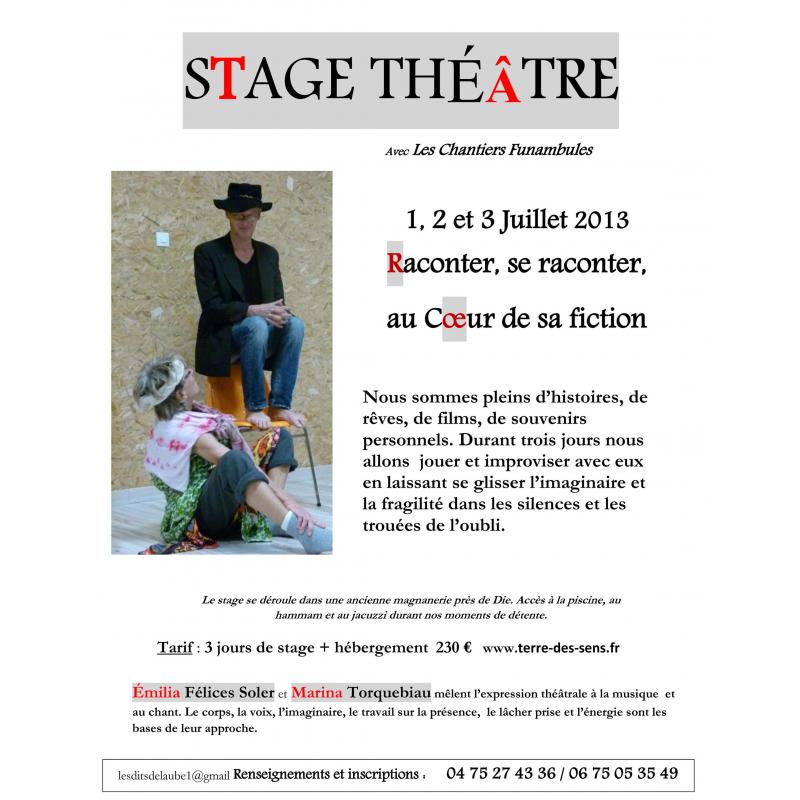 STAGE THÉÂTRE
Avec Les Chantiers Funambules
1, 2 et 3 Juillet 2013
Raconter, se raconter,
au Cœur de sa fiction
Nous sommes pleins d’histoires, de
rêves, de films, de souvenirs
personnels. Durant trois jours nous
allons jouer et improviser avec eux
en laissant se glisser l’imaginaire et
la fragilité dans les silences et les
trouées de l’oubli.
Le stage se déroule dans une ancienne magnanerie près de Die. Accès à la piscine, au
hammam et au jacuzzi durant nos moments de détente.
Tarif : 3 jours de stage + hébergement 230 € www.terre-des-sens.fr
Émilia Félices Soler et Marina Torquebiau mêlent l’expression théâtrale à la musique et
au chant. Le corps, la voix, l’imaginaire, le travail sur la présence, le lâcher prise et l’énergie sont les
bases de leur approche.
lesditsdelaube1@gmail Renseignements et inscriptions : 04 75 27 43 36 / 06 75 05 35 49